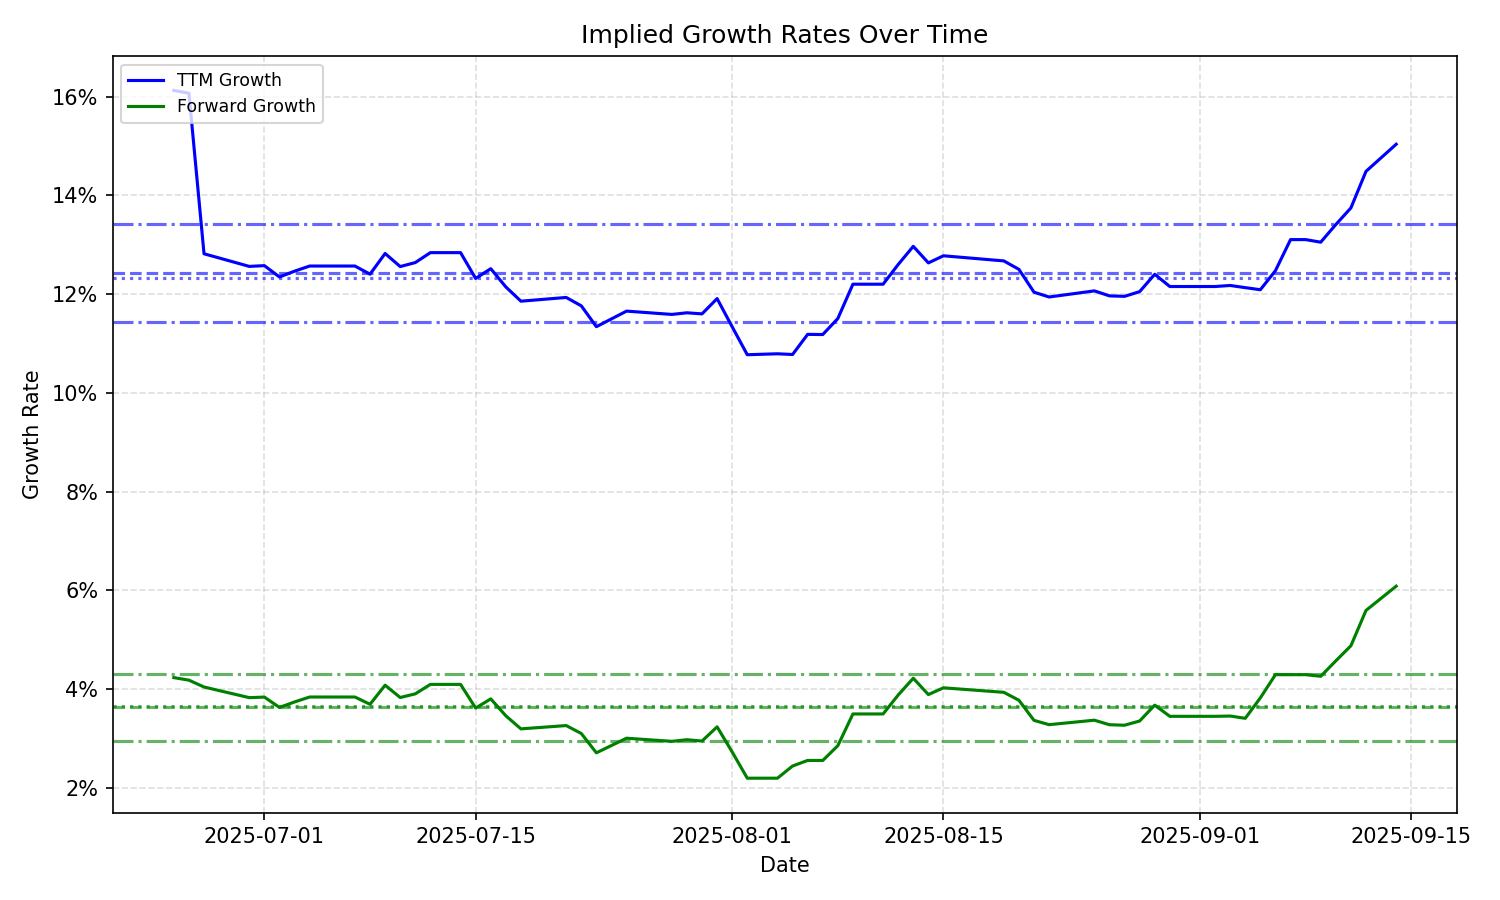 Implied Growth Rates Over Time
TTM Growth
Forward Growth
16%
14%
12%
10%
8%
6%
4%
2%
Growth Rate
2025-07-01
2025-07-15
2025-08-01
2025-08-15
2025-09-01
2025-09-15
Date